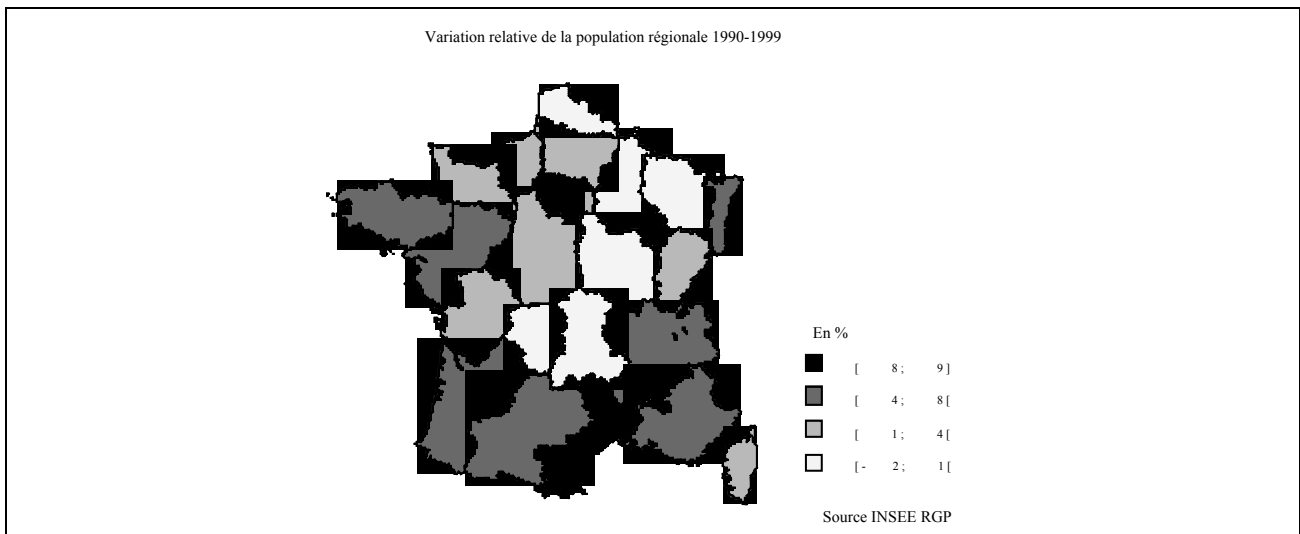 Variation relative de la population régionale 1990-1999
En %
[ 8 ; 9 ]
[ 4 ; 8 [
[ 1 ; 4 [
[ - 2 ; 1 [
Source INSEE RGP